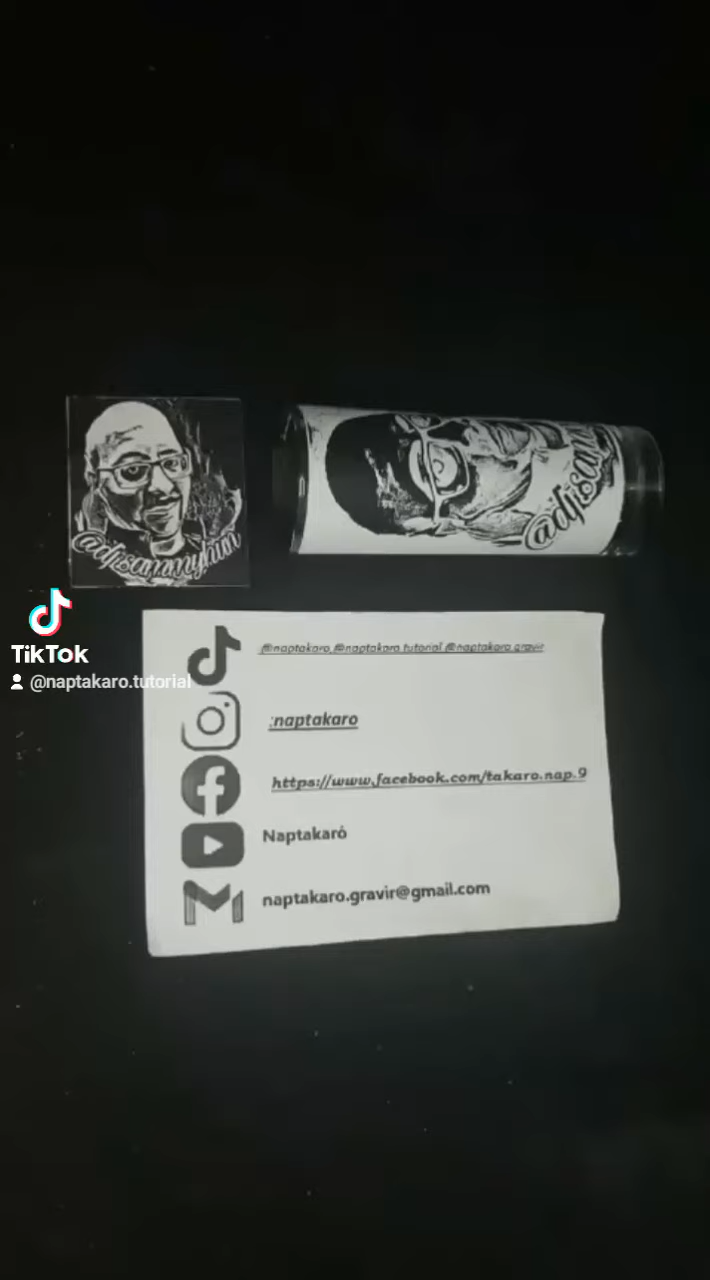 @djsammyhun
@djsam
TikTok
@naptakaro.tutorial
@naptakaro @naptakaro.tutorial @naptakaro.gravir
:naptakaro
https://www.facebook.com/takaro.nap.9
Naptakaró
naptakaro.gravir@gmail.com